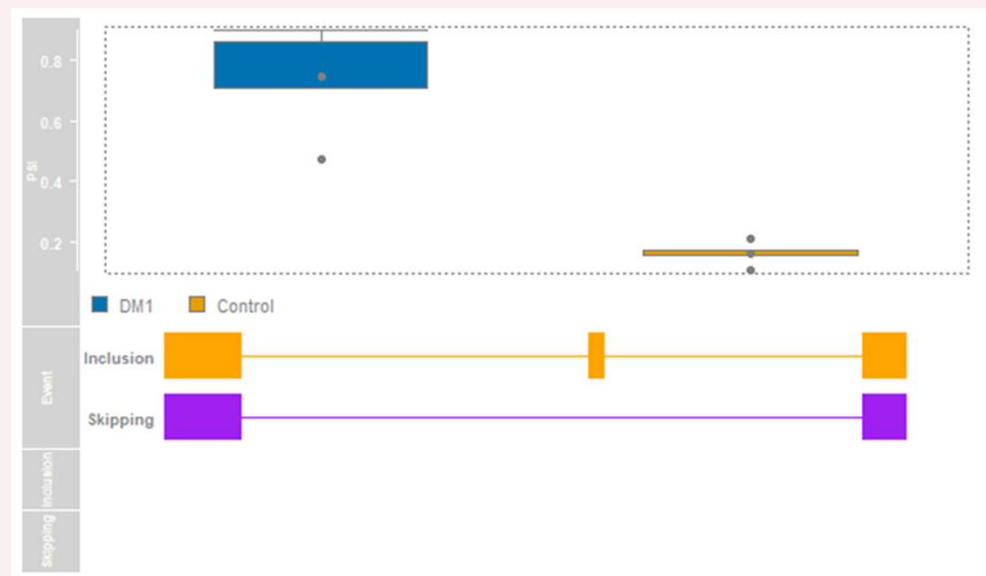 PSI
0.8
0.6
0.4
0.2
DM1 Control
Event
Inclusion
Skipping
Inclusion
Skipping